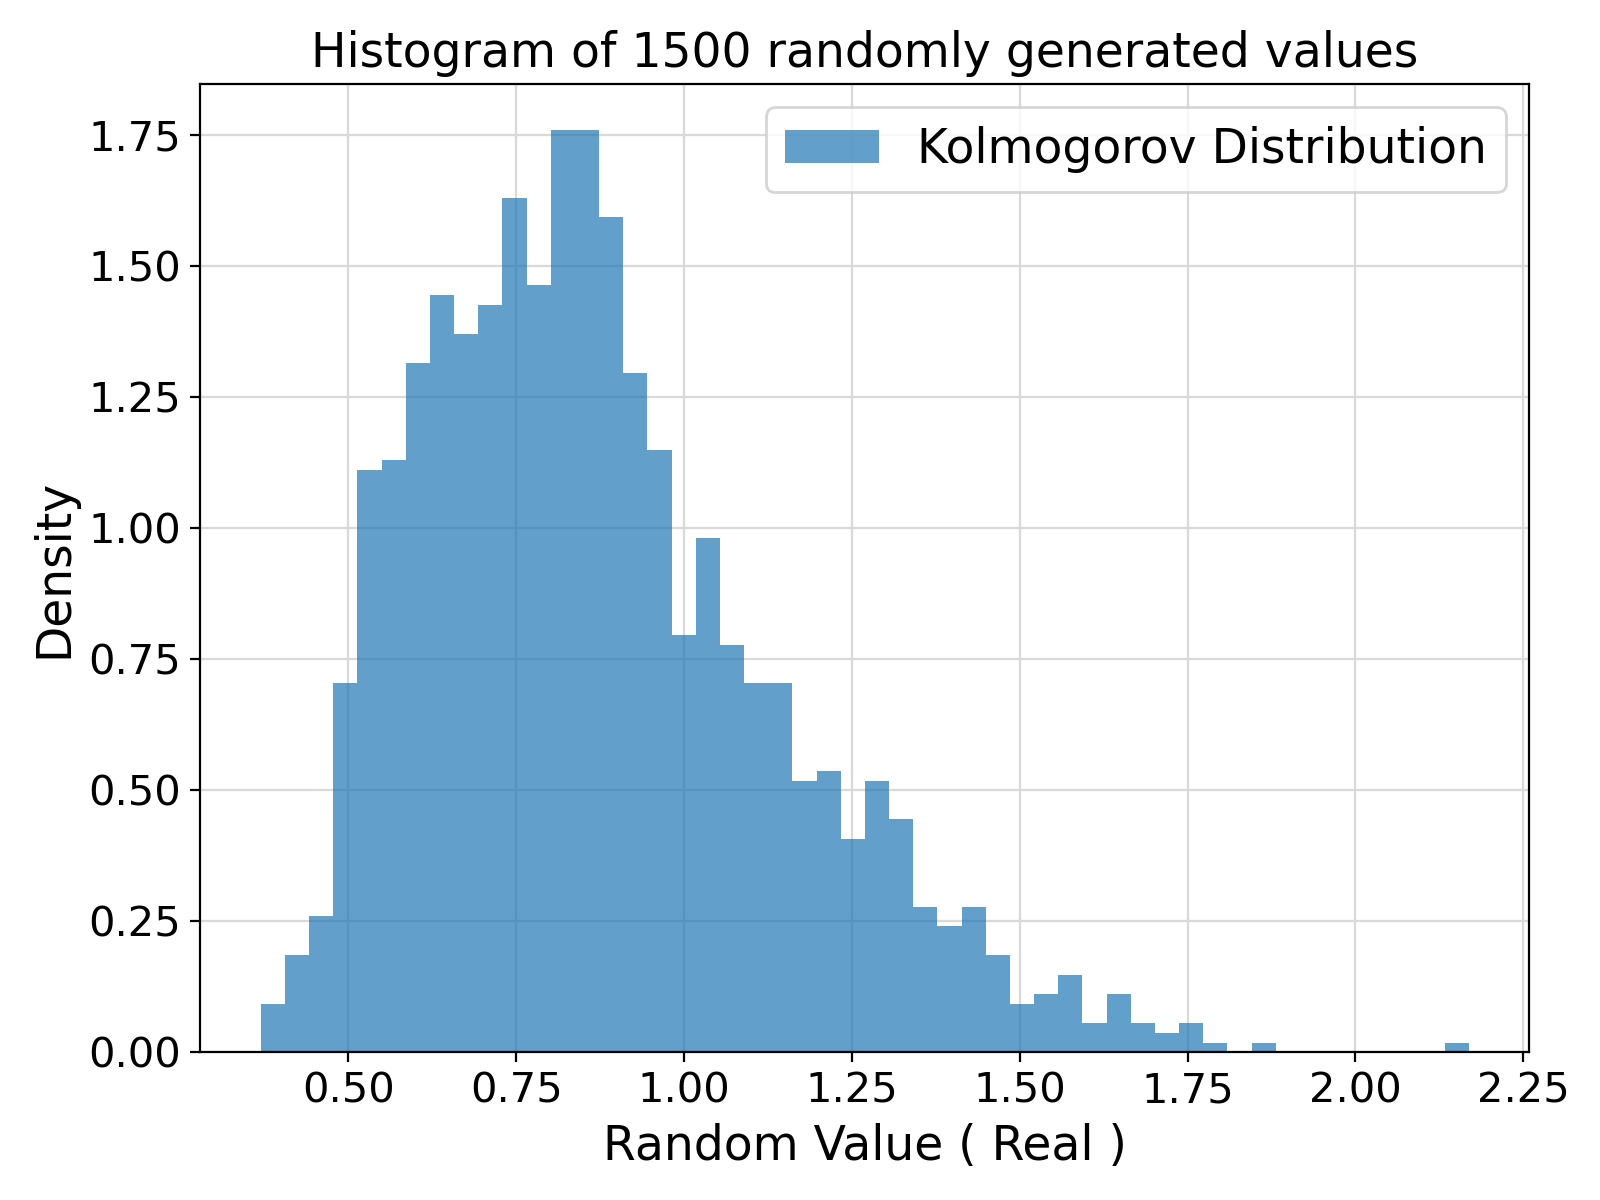 Histogram of 1500 randomly generated values
Kolmogorov Distribution
1.75
1.50
1.25
1.00
0.75
0.50
0.25
0.00
Density
0.50 0.75 1.00 1.25 1.50 1.75 2.00 2.25
Random Value ( Real )